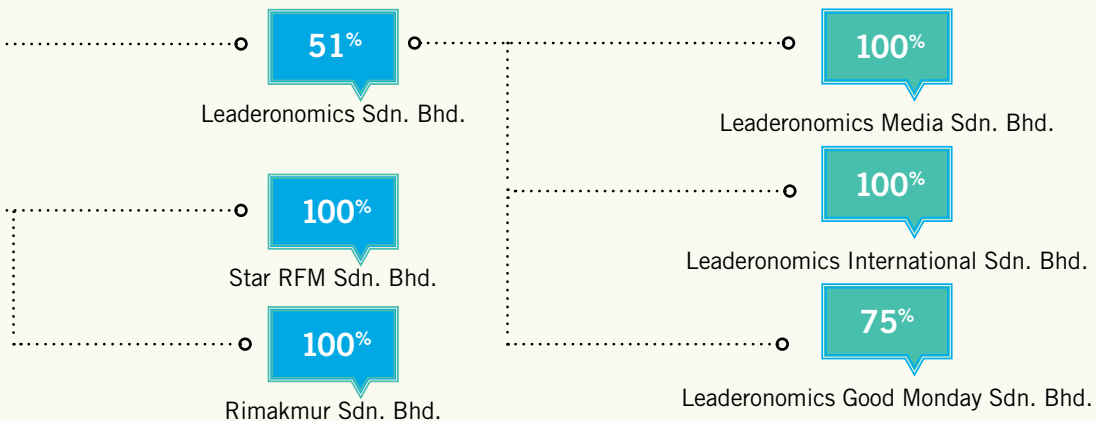 51%
Leaderonomics Sdn. Bhd.
100%
Star RFM Sdn. Bhd.
100%
Rimakmur Sdn. Bhd.
100%
Leaderonomics Media Sdn. Bhd.
100%
Leaderonomics International Sdn. Bhd.
75%
Leaderonomics Good Monday Sdn. Bhd.